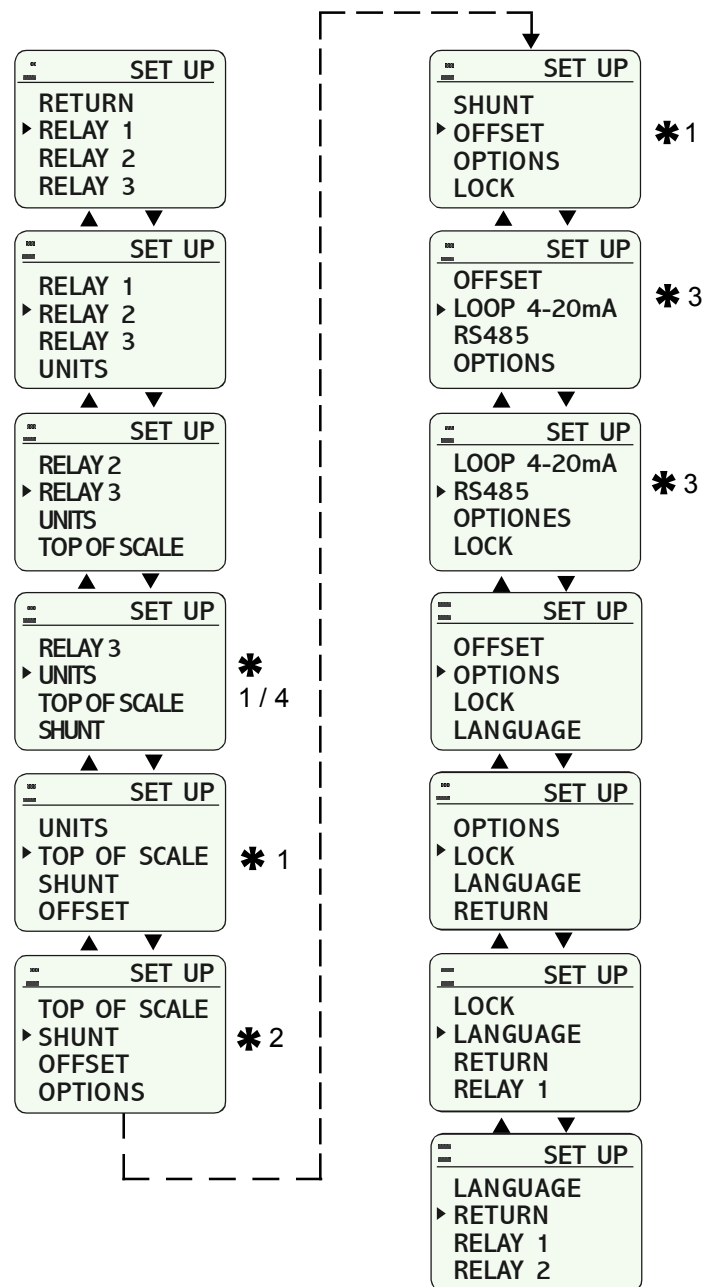 SET UP
RETURN
RELAY 1
RELAY 2
RELAY 3
SET UP
RELAY 1
RELAY 2
RELAY 3
UNITS
SET UP
RELAY 2
RELAY 3
UNITS
TOP OF SCALE
SET UP
RELAY 3
UNITS
TOP OF SCALE
SHUNT
✱
1 / 4
SET UP
UNITS
TOP OF SCALE
SHUNT
OFFSET
✱ 1
SET UP
TOP OF SCALE
SHUNT
OFFSET
OPTIONS
✱ 2
SET UP
SHUNT
OFFSET
OPTIONS
LOCK
✱ 1
SET UP
OFFSET
LOOP 4-20mA
RS485
OPTIONS
✱ 3
SET UP
LOOP 4-20mA
RS485
OPTIONES
LOCK
✱ 3
SET UP
OFFSET
OPTIONS
LOCK
LANGUAGE
SET UP
OPTIONS
LOCK
LANGUAGE
RETURN
SET UP
LOCK
LANGUAGE
RETURN
RELAY 1
SET UP
LANGUAGE
RETURN
RELAY 1
RELAY 2